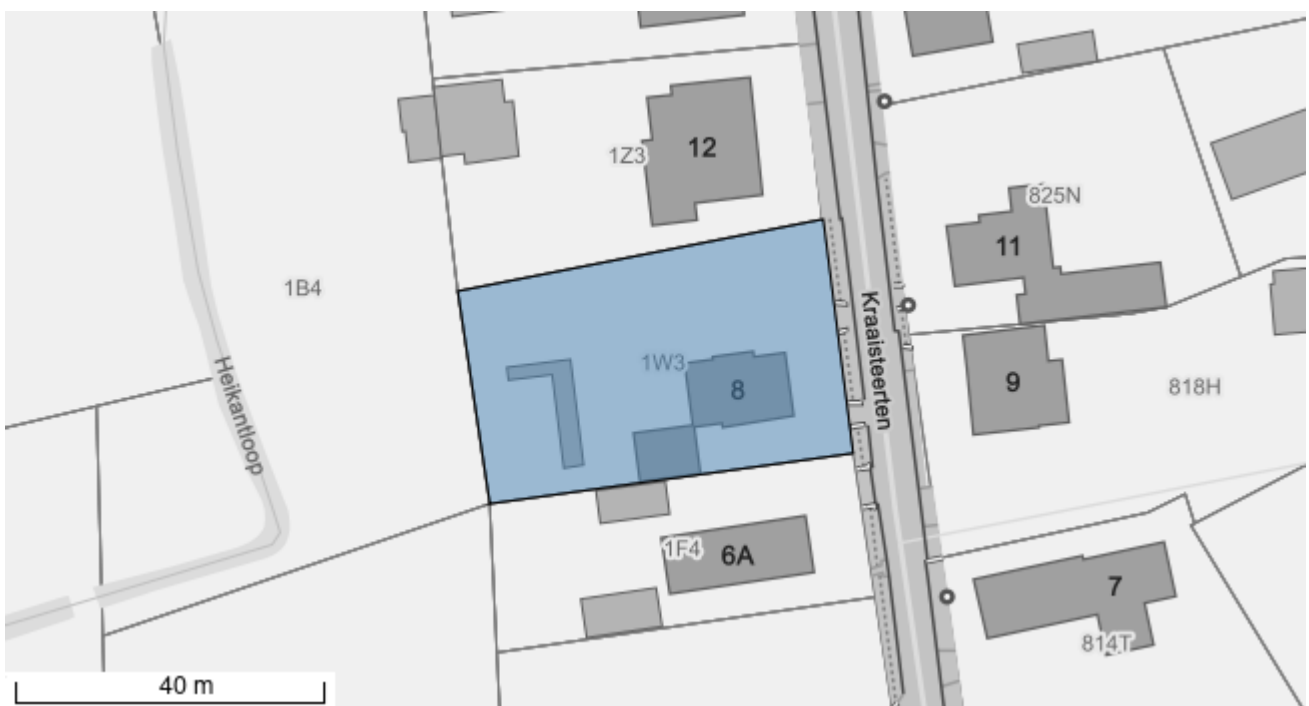 12
1Z3
825N
11
1B4
Kraaisteerten
1W3
8
9
818H
Heikantloop
1F4
6A
7
814T
40 m